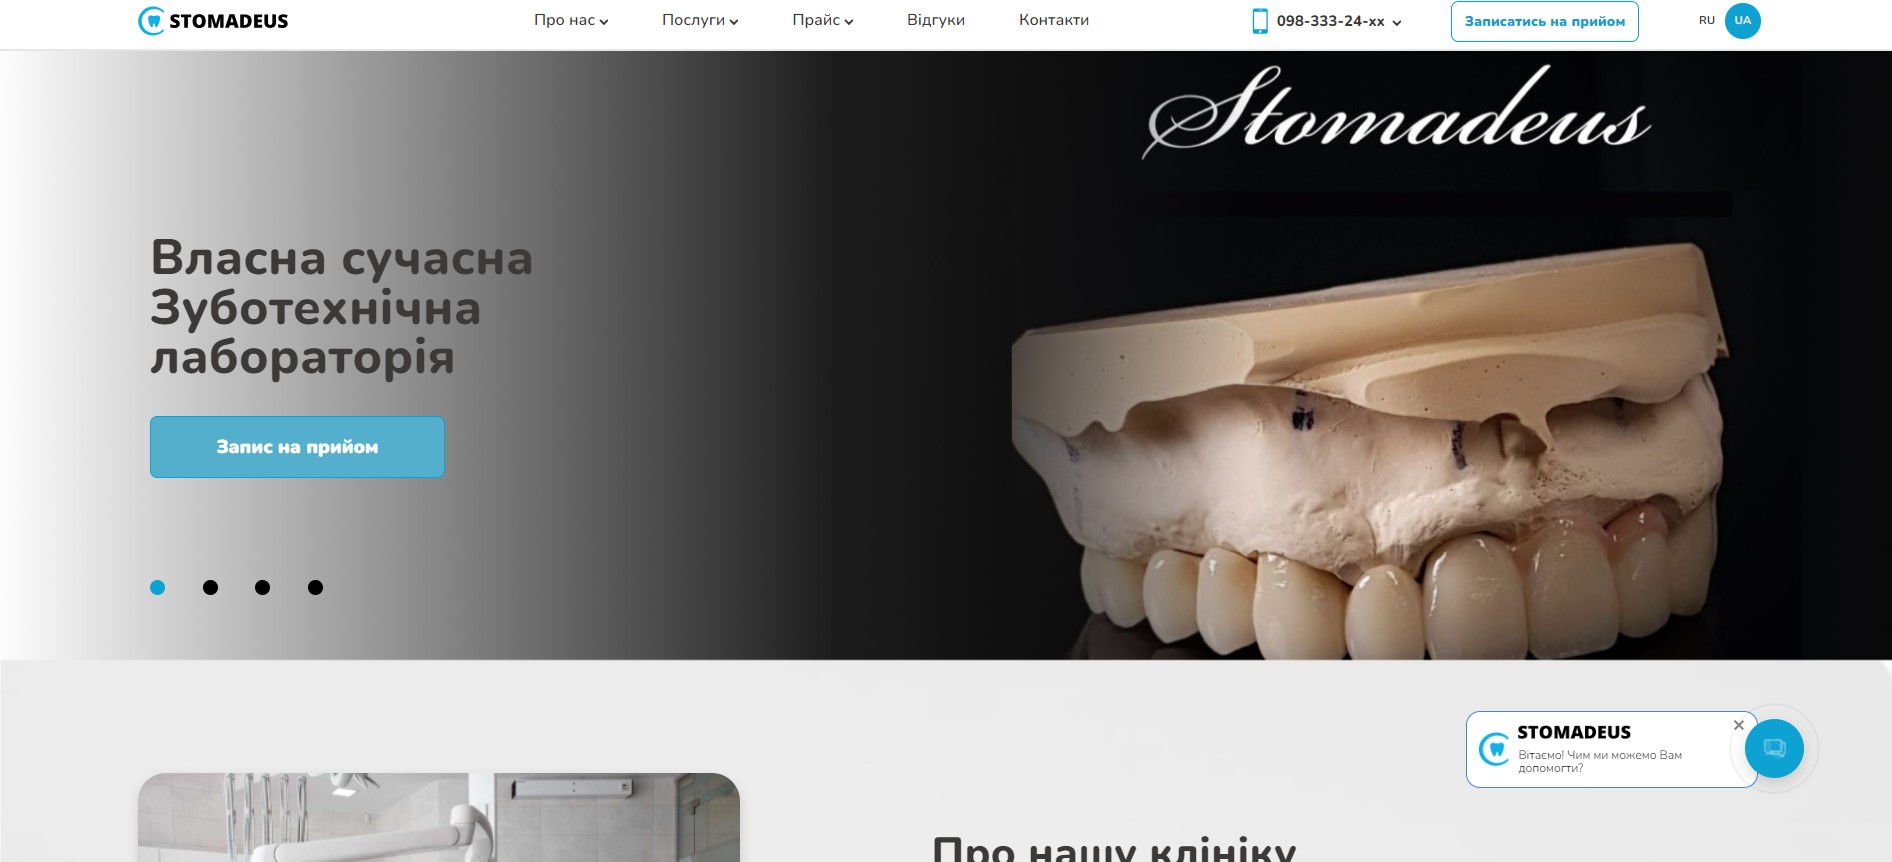 STOMADEUS
Про нас
Послуги
Прайс
Відгуки
Контакти
098-333-24-xx
Записатись на прийом
RU
UA
Stomadeus
Власна сучасна
Зуботехнічна
лабораторія
Запис на прийом
STOMADEUS
Вітаємо! Чим ми можемо Вам
допомогти?
Про нашу клініку